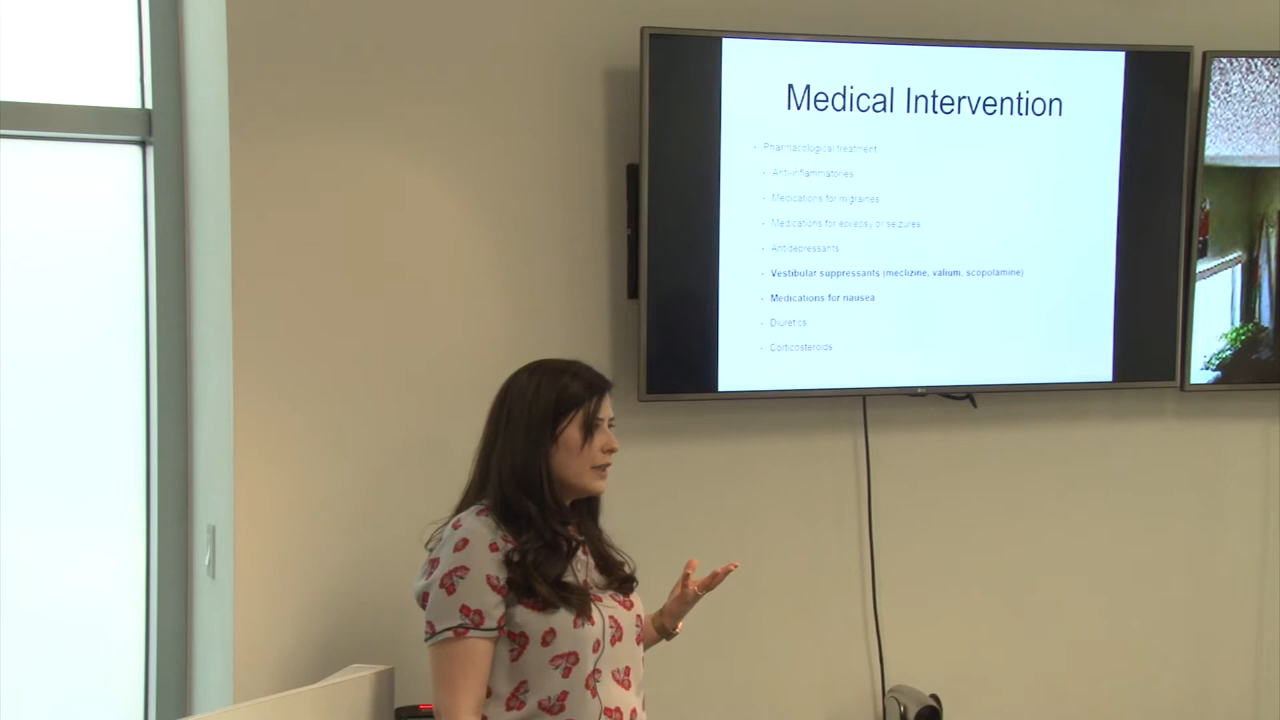 Medical Intervention
- Pharmacological treatment
- Anti-inflammatories
- Medications for migraines
- Medications for epilepsy or seizures
- Antidepressants
- Vestibular suppressants (meclizine, valium, scopolamine)
- Medications for nausea
- Diuretics
- Corticosteroids
LG